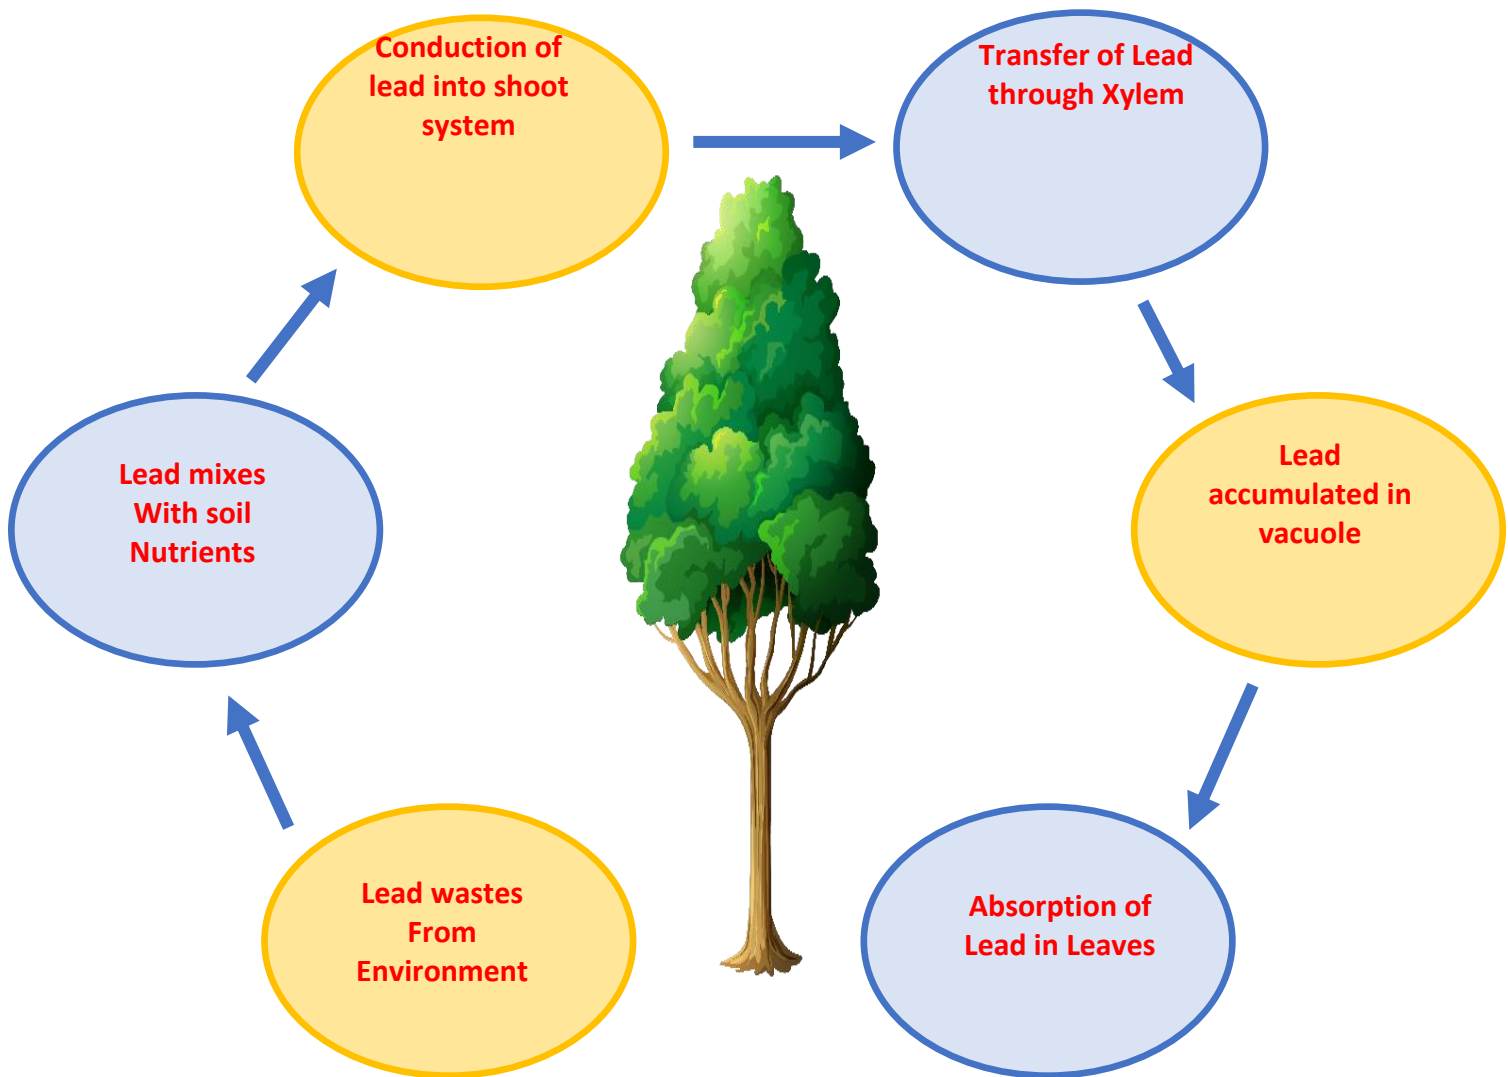 Conduction of
lead into shoot
system
Transfer of Lead
through Xylem
Lead mixes
With soil
Nutrients
Lead
accumulated in
vacuole
Lead wastes
From
Environment
Absorption of
Lead in Leaves